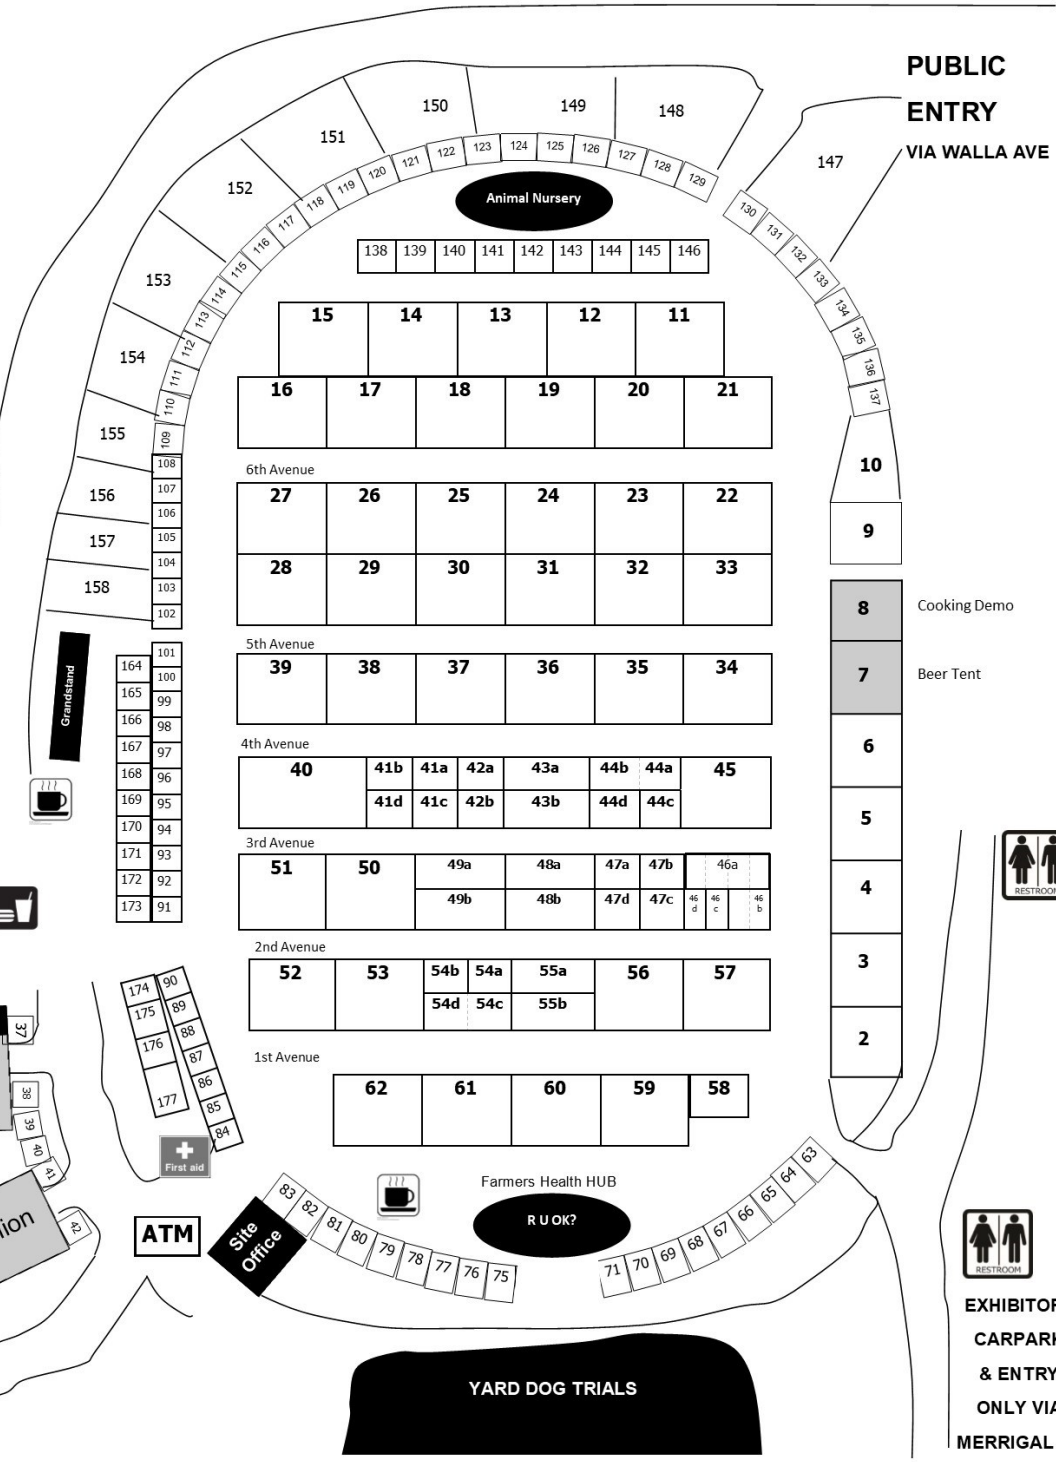 PUBLIC
ENTRY
VIA WALLA AVE
150
149
148
151
147
152
153
154
155
156
157
158
121 122 123 124 125 126 127 128 129
120
119
118
117
116
115
114
113
112
111
110
109
108
107
106
105
104
103
102
130
131
132
133
134
135
136
137
Animal Nursery
138 139 140 141 142 143 144 145 146
15 14 13 12 11
16 17 18 19 20 21
6th Avenue
27 26 25 24 23 22
28 29 30 31 32 33
5th Avenue
39 38 37 36 35 34
4th Avenue
40 41b 41a 42a 43a 44b 44a 45
41d 41c 42b 43b 44d 44c
3rd Avenue
51 50 49a 48a 47a 47b 46a
49b 48b 47d 47c 46 d 46 c 46 b
2nd Avenue
52 53 54b 54a 55a 56 57
54d 54c 55b
1st Avenue
62 61 60 59 58
10
9
8 Cooking Demo
7 Beer Tent
6
5
4
3
2
Grandstand
101
164 100
165 99
166 98
167 97
168 96
169 95
170 94
171 93
172 92
173 91
174 90
175 89
176 88
87
86
177 85
84
37
38
39
40
41
42
tion
First aid
ATM
Site
Office
83
82
81
80
79
78
77
76
75
Farmers Health HUB
R U OK?
63
64
65
66
67
68
69
70
71
RESTROOM
RESTROOM
EXHIBITOR
CARPARK
& ENTRY
ONLY VIA
MERRIGAL
YARD DOG TRIALS